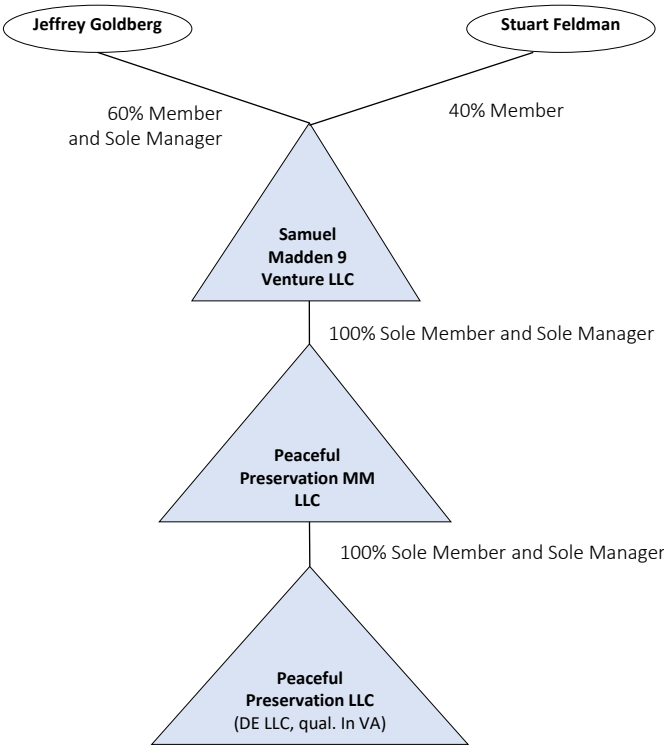 Jeffrey Goldberg
Stuart Feldman
60% Member
and Sole Manager
40% Member
Samuel
Madden 9
Venture LLC
100% Sole Member and Sole Manager
Peaceful
Preservation MM
LLC
100% Sole Member and Sole Manager
Peaceful
Preservation LLC
(DE LLC, qual. In VA)